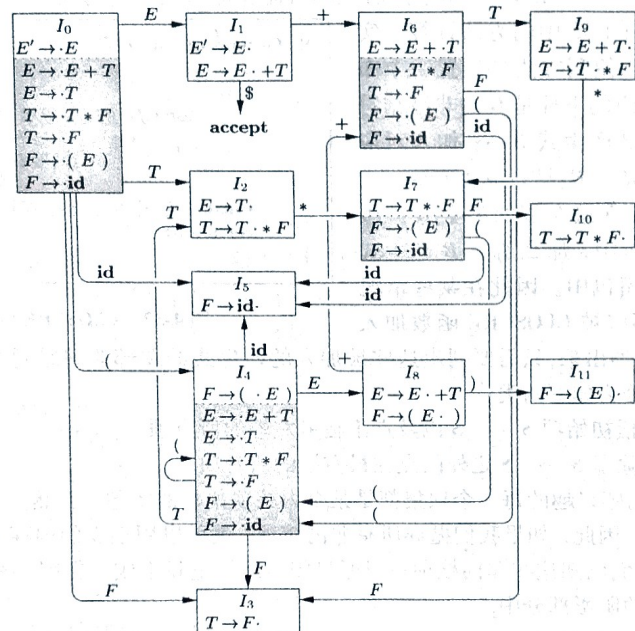 I₀
E′ → ·E
E → ·E + T
E → ·T
T → ·T * F
T → ·F
F → ·( E )
F → ·id
E
I₁
E′ → E·
E → E· + T
$
accept
+
I₆
E → E + ·T
T → ·T * F
T → ·F
F → ·( E )
F → ·id
T
I₉
E → E + T·
T → T· * F
*
F
(
id
+
T
I₂
E → T·
T → T· * F
T
*
I₇
T → T * ·F
F → ·( E )
F → ·id
F
(
I₁₀
T → T * F·
id
I₅
F → id·
id
id
id
(
I₄
F → ( ·E )
E → ·E + T
E → ·T
T → ·T * F
T → ·F
F → ·( E )
F → ·id
(
T
E
+
I₈
E → E· + T
F → ( E· )
)
I₁₁
F → ( E )·
(
(
F
F
F
I₃
T → F·